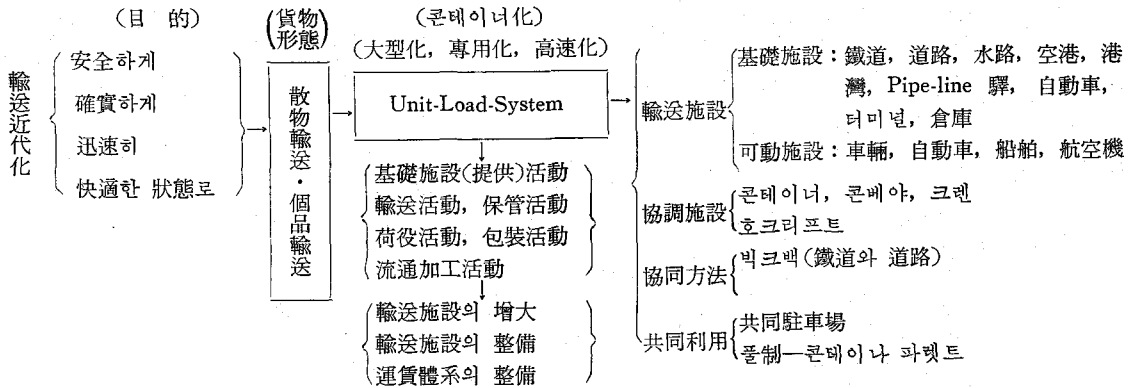 (目 的)
輸送近代化
安全하게
確實하게
迅速히
快適한 狀態로
(貨物形態)
散物輸送・個品輸送
(콘테이너化)
(大型化, 專用化, 高速化)
Unit-Load-System
基礎施設(提供)活動
輸送活動, 保管活動
荷役活動, 包裝活動
流通加工活動
輸送施設의 增大
輸送施設의 整備
運賃體系의 整備
輸送施設
基礎施設：鐵道, 道路, 水路, 空港, 港
灣, Pipe-line 驛, 自動車,
터미널, 倉庫
可動施設：車輛, 自動車, 船舶, 航空機
協調施設
콘테이너, 콘베야, 크렌
호크리프트
協同方法
빅크백(鐵道와 道路)
共同利用
共同駐車場
풀制—콘테이나 파렛트